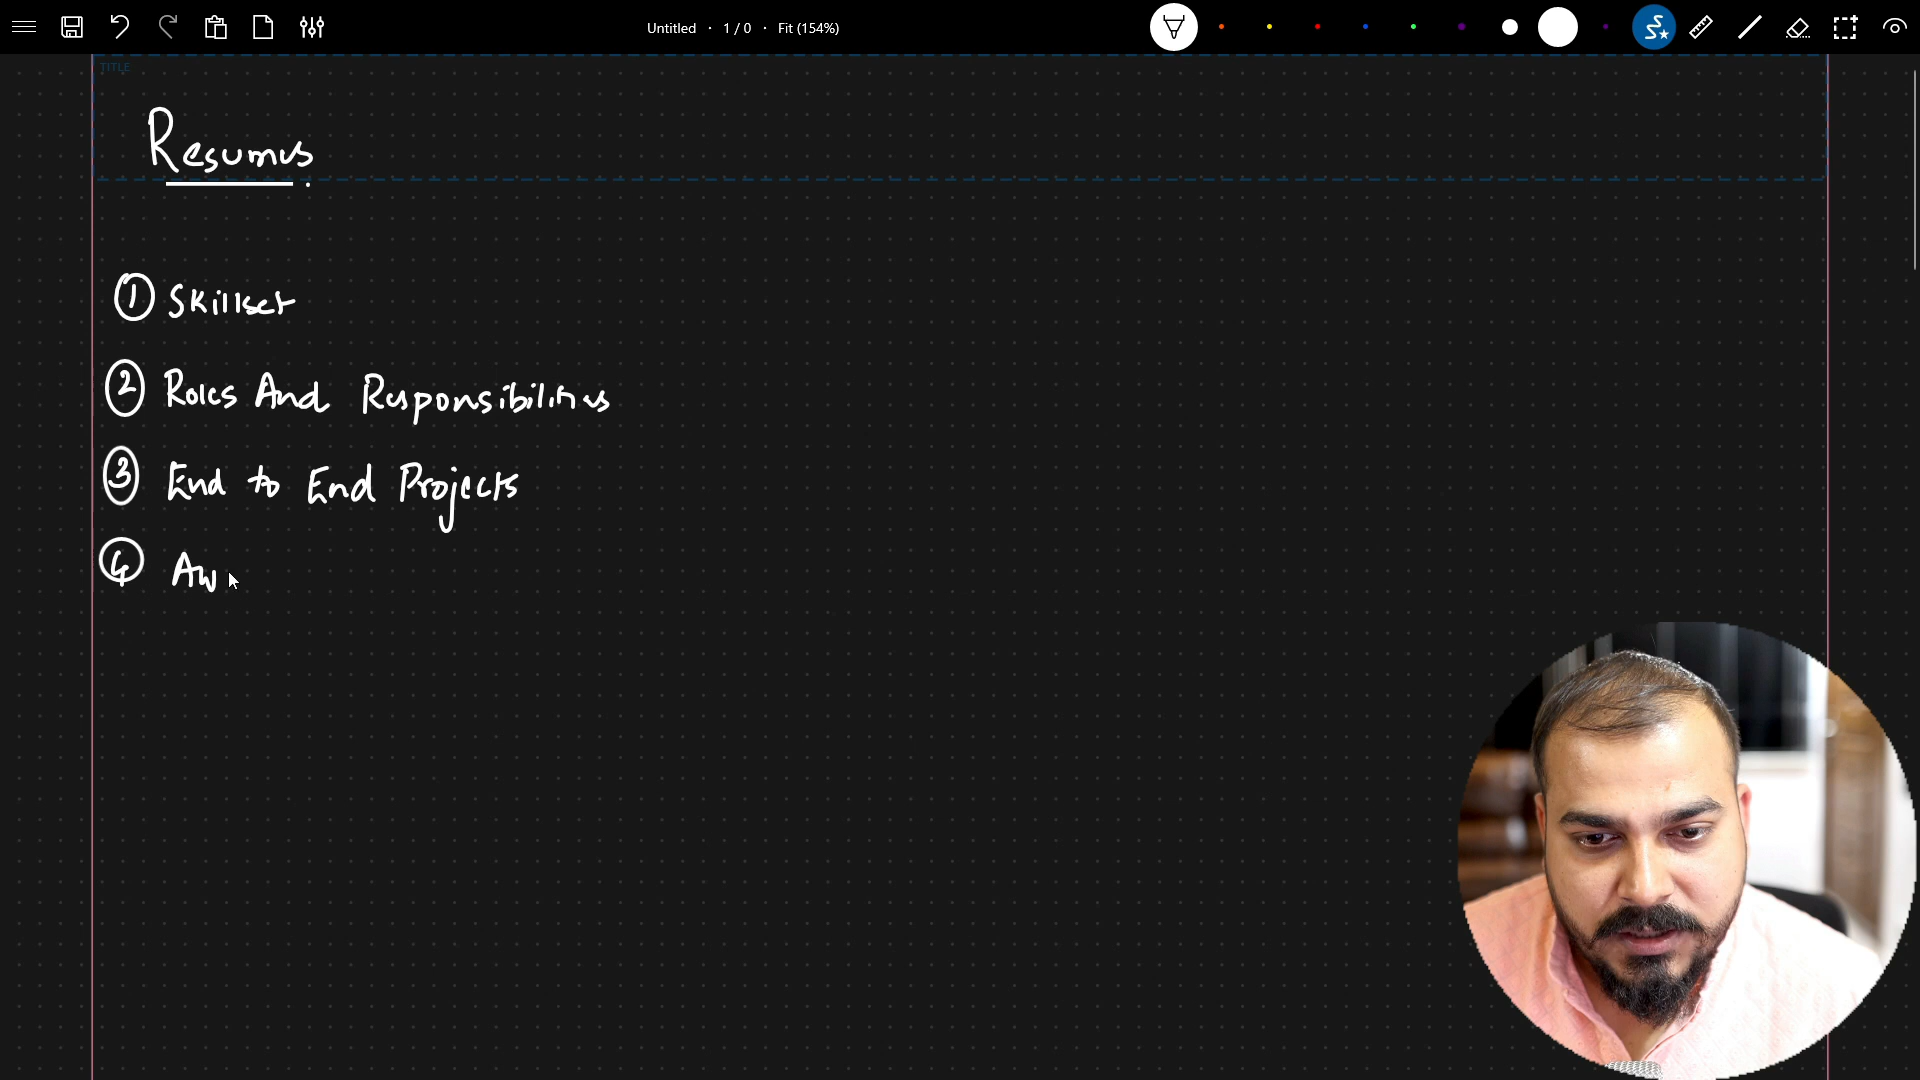 Untitled · 1 / 0 · Fit (154%)
TITLE
Resumes
① Skillset
② Roles And Responsibilities
③ End to End Projects
④ Aw